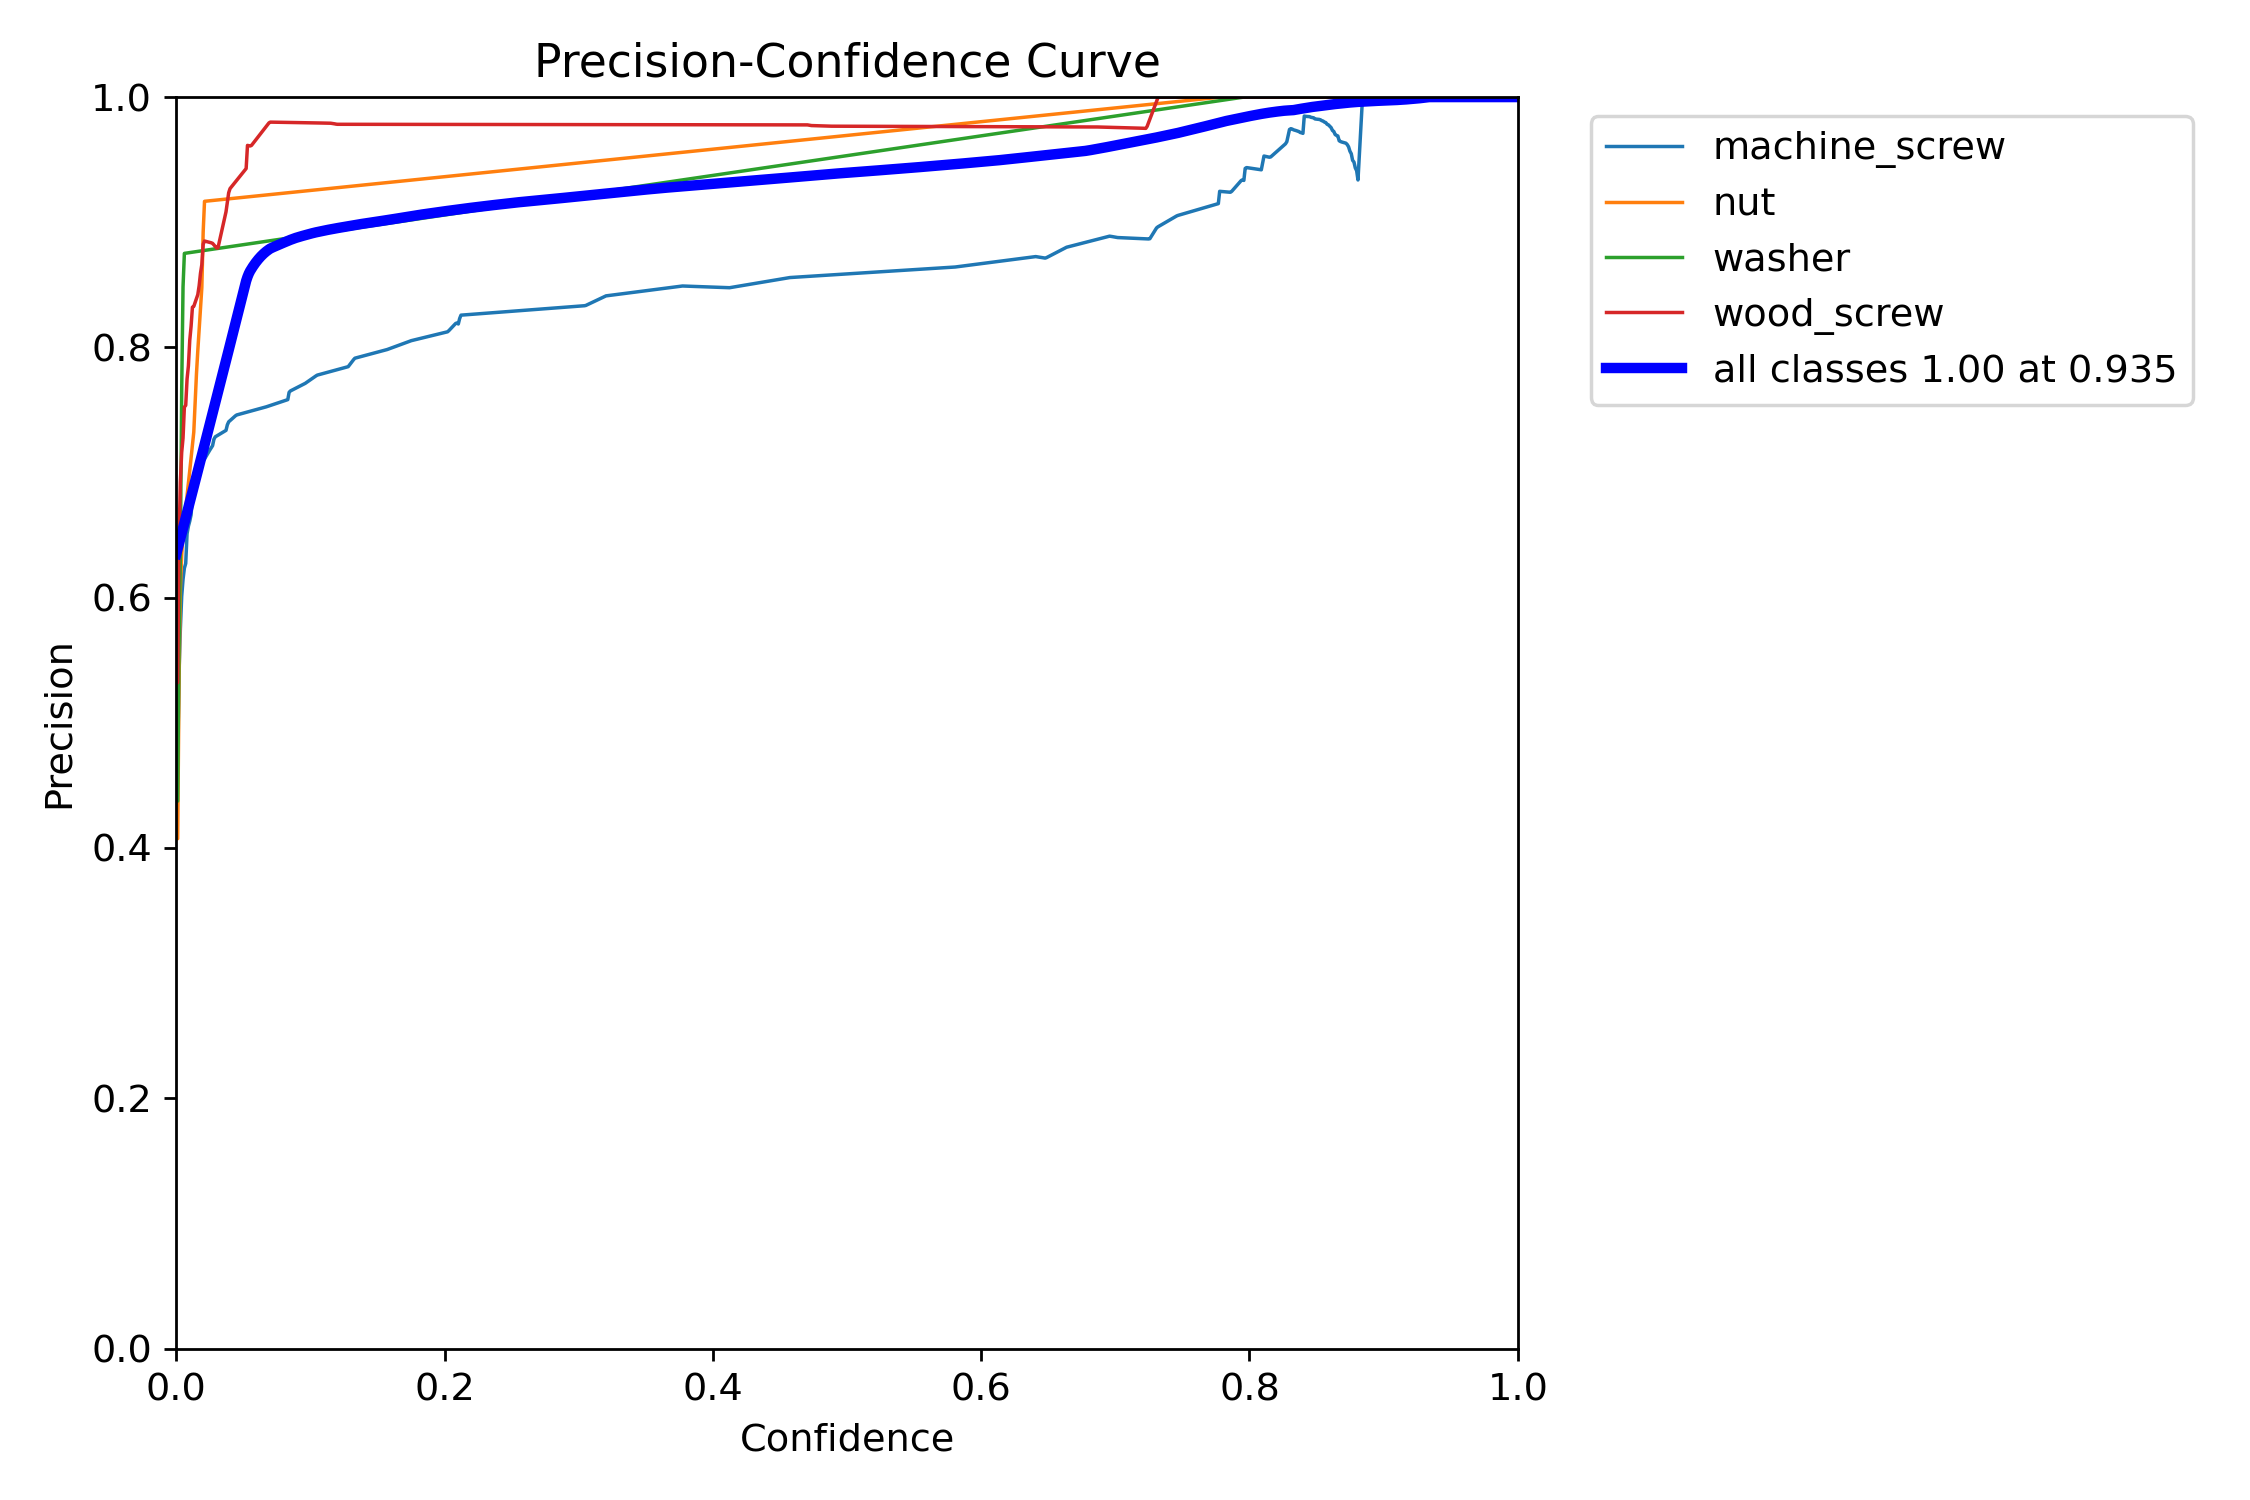 Precision-Confidence Curve
1.0
0.8
0.6
0.4
0.2
0.0
Precision
0.0 0.2 0.4 0.6 0.8 1.0
Confidence
machine_screw
nut
washer
wood_screw
all classes 1.00 at 0.935